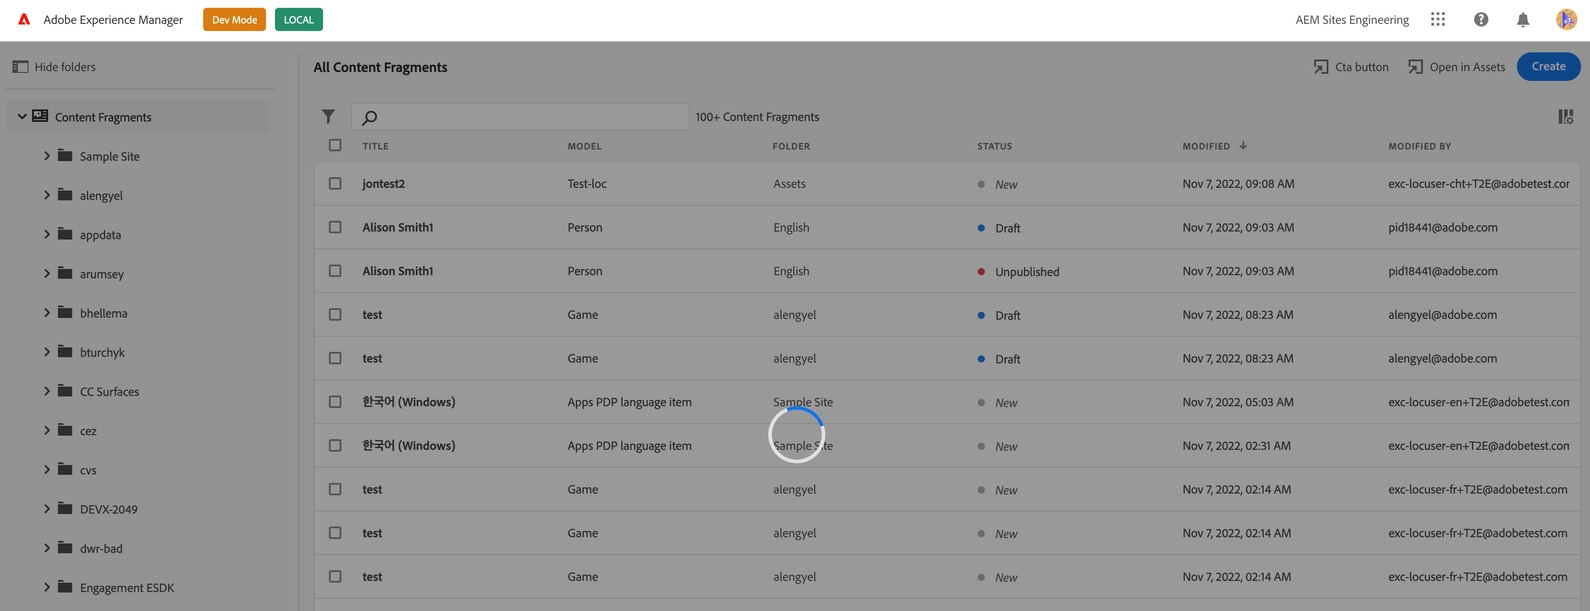 Adobe Experience Manager Dev Mode LOCAL AEM Sites Engineering
Hide folders
All Content Fragments Cta button Open in Assets Create
Content Fragments
100+ Content Fragments
TITLE MODEL FOLDER STATUS MODIFIED MODIFIED BY
Sample Site
alengyel
appdata
arumsey
bhellema
bturchyk
CC Surfaces
cez
cvs
DEVX-2049
dwr-bad
Engagement ESDK
jontest2 Test-loc Assets New Nov 7, 2022, 09:08 AM exc-locuser-cht+T2E@adobetest.cor
Alison Smith1 Person English Draft Nov 7, 2022, 09:03 AM pid18441@adobe.com
Alison Smith1 Person English Unpublished Nov 7, 2022, 09:03 AM pid18441@adobe.com
test Game alengyel Draft Nov 7, 2022, 08:23 AM alengyel@adobe.com
test Game alengyel Draft Nov 7, 2022, 08:23 AM alengyel@adobe.com
한국어 (Windows) Apps PDP language item Sample Site New Nov 7, 2022, 05:03 AM exc-locuser-en+T2E@adobetest.com
한국어 (Windows) Apps PDP language item Sample Site New Nov 7, 2022, 02:31 AM exc-locuser-en+T2E@adobetest.com
test Game alengyel New Nov 7, 2022, 02:14 AM exc-locuser-fr+T2E@adobetest.com
test Game alengyel New Nov 7, 2022, 02:14 AM exc-locuser-fr+T2E@adobetest.com
test Game alengyel New Nov 7, 2022, 02:14 AM exc-locuser-fr+T2E@adobetest.com